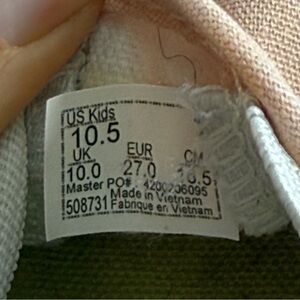 US Kids
10.5
UK EUR CM
10.0 27.0 16.5
Master PO# 4200206095
Made in Vietnam
508731 Fabrique en Vietnam